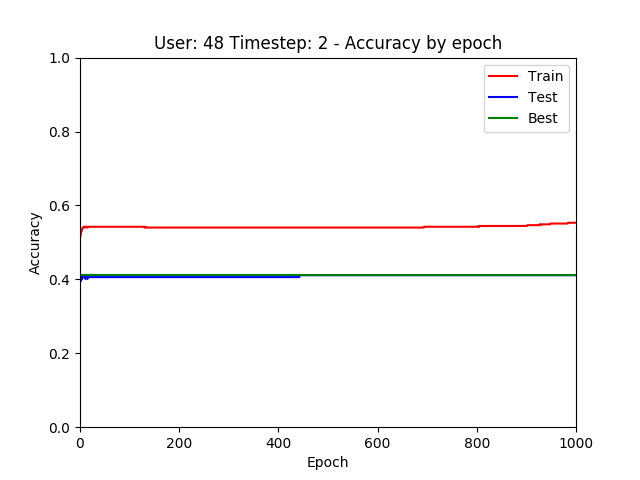 User: 48 Timestep: 2 - Accuracy by epoch
1.0
0.8
0.6
0.4
0.2
0.0
Accuracy
Train
Test
Best
0 200 400 600 800 1000
Epoch